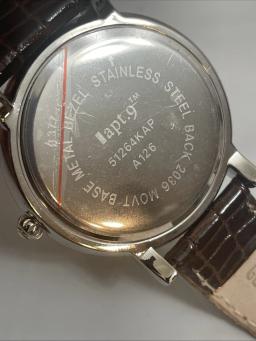 BASE METAL BEZEL STAINLESS STEEL BACK 2036 MOVT
apt.9™
51264KAP
A126